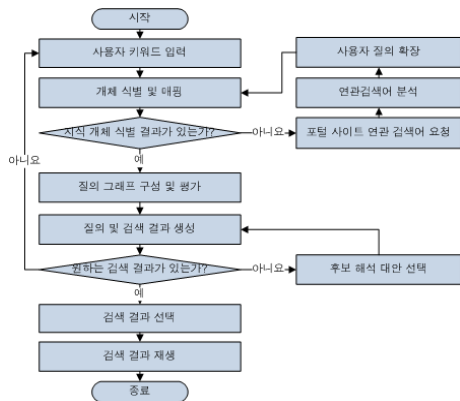 시작
사용자 키워드 입력
사용자 질의 확장
개체 식별 및 매핑
연관검색어 분석
지식 개체 식별 결과가 있는가?
아니요
포털 사이트 연관 검색어 요청
아니요
예
질의 그래프 구성 및 평가
질의 및 검색 결과 생성
원하는 검색 결과가 있는가?
아니요
후보 해석 대안 선택
예
검색 결과 선택
검색 결과 재생
종료